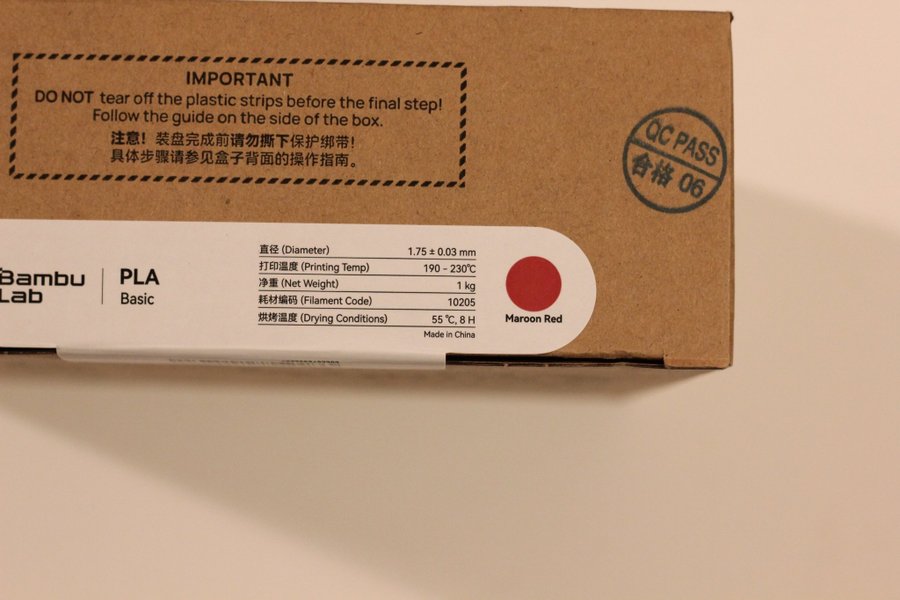 IMPORTANT
DO NOT tear off the plastic strips before the final step!
Follow the guide on the side of the box.
注意！装盘完成前请勿撕下保护绑带!
具体步骤请参见盒子背面的操作指南。
QC PASS
合格 06
Bambu
Lab
PLA
Basic
直径 (Diameter) 1.75 ± 0.03 mm
打印温度 (Printing Temp) 190 - 230℃
净重 (Net Weight) 1 kg
耗材编码 (Filament Code) 10205
烘烤温度 (Drying Conditions) 55 ℃, 8 H
Made in China
Maroon Red